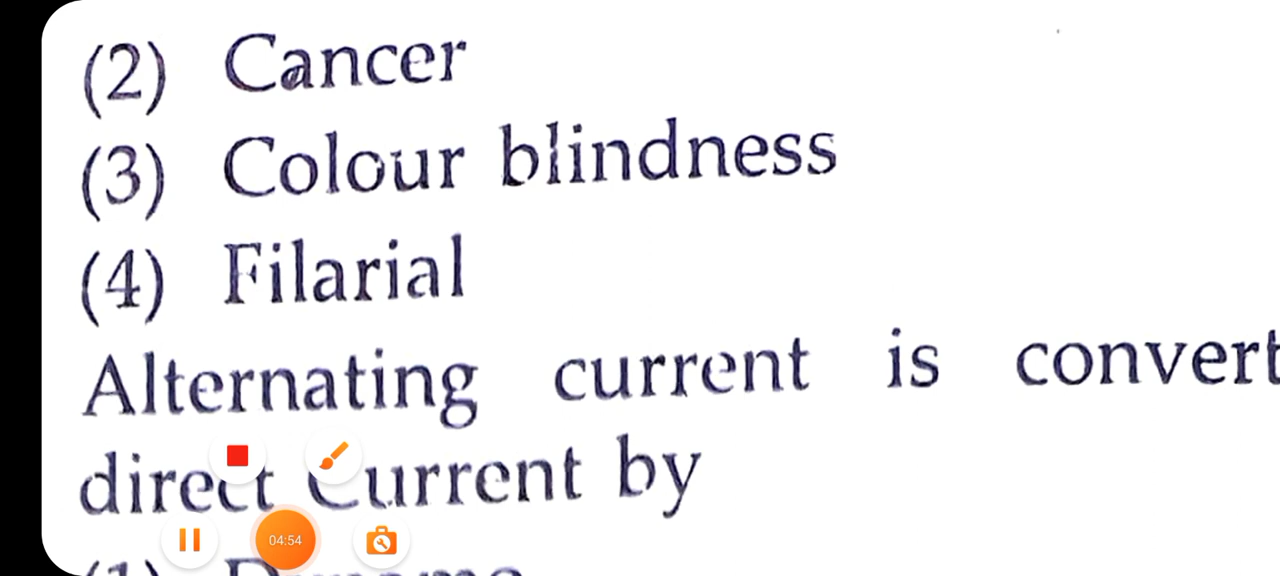 (2) Cancer
(3) Colour blindness
(4) Filarial
Alternating current is convert
direct Current by
04:54